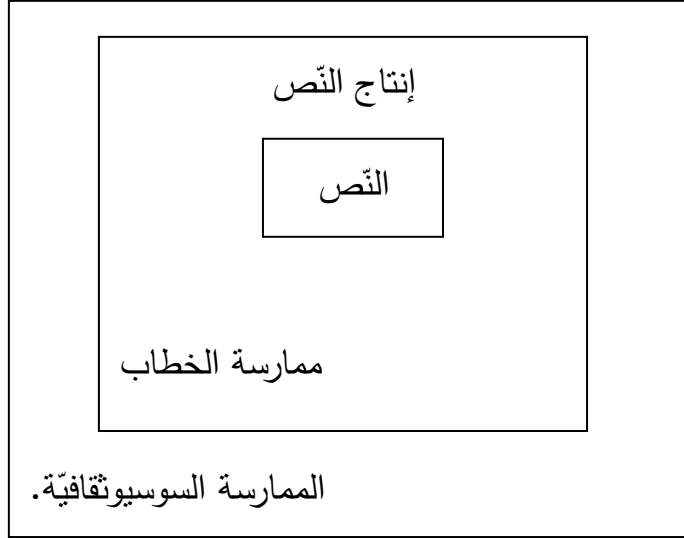 إنتاج النّص
النّص
ممارسة الخطاب
الممارسة السوسيوثقافيّة.